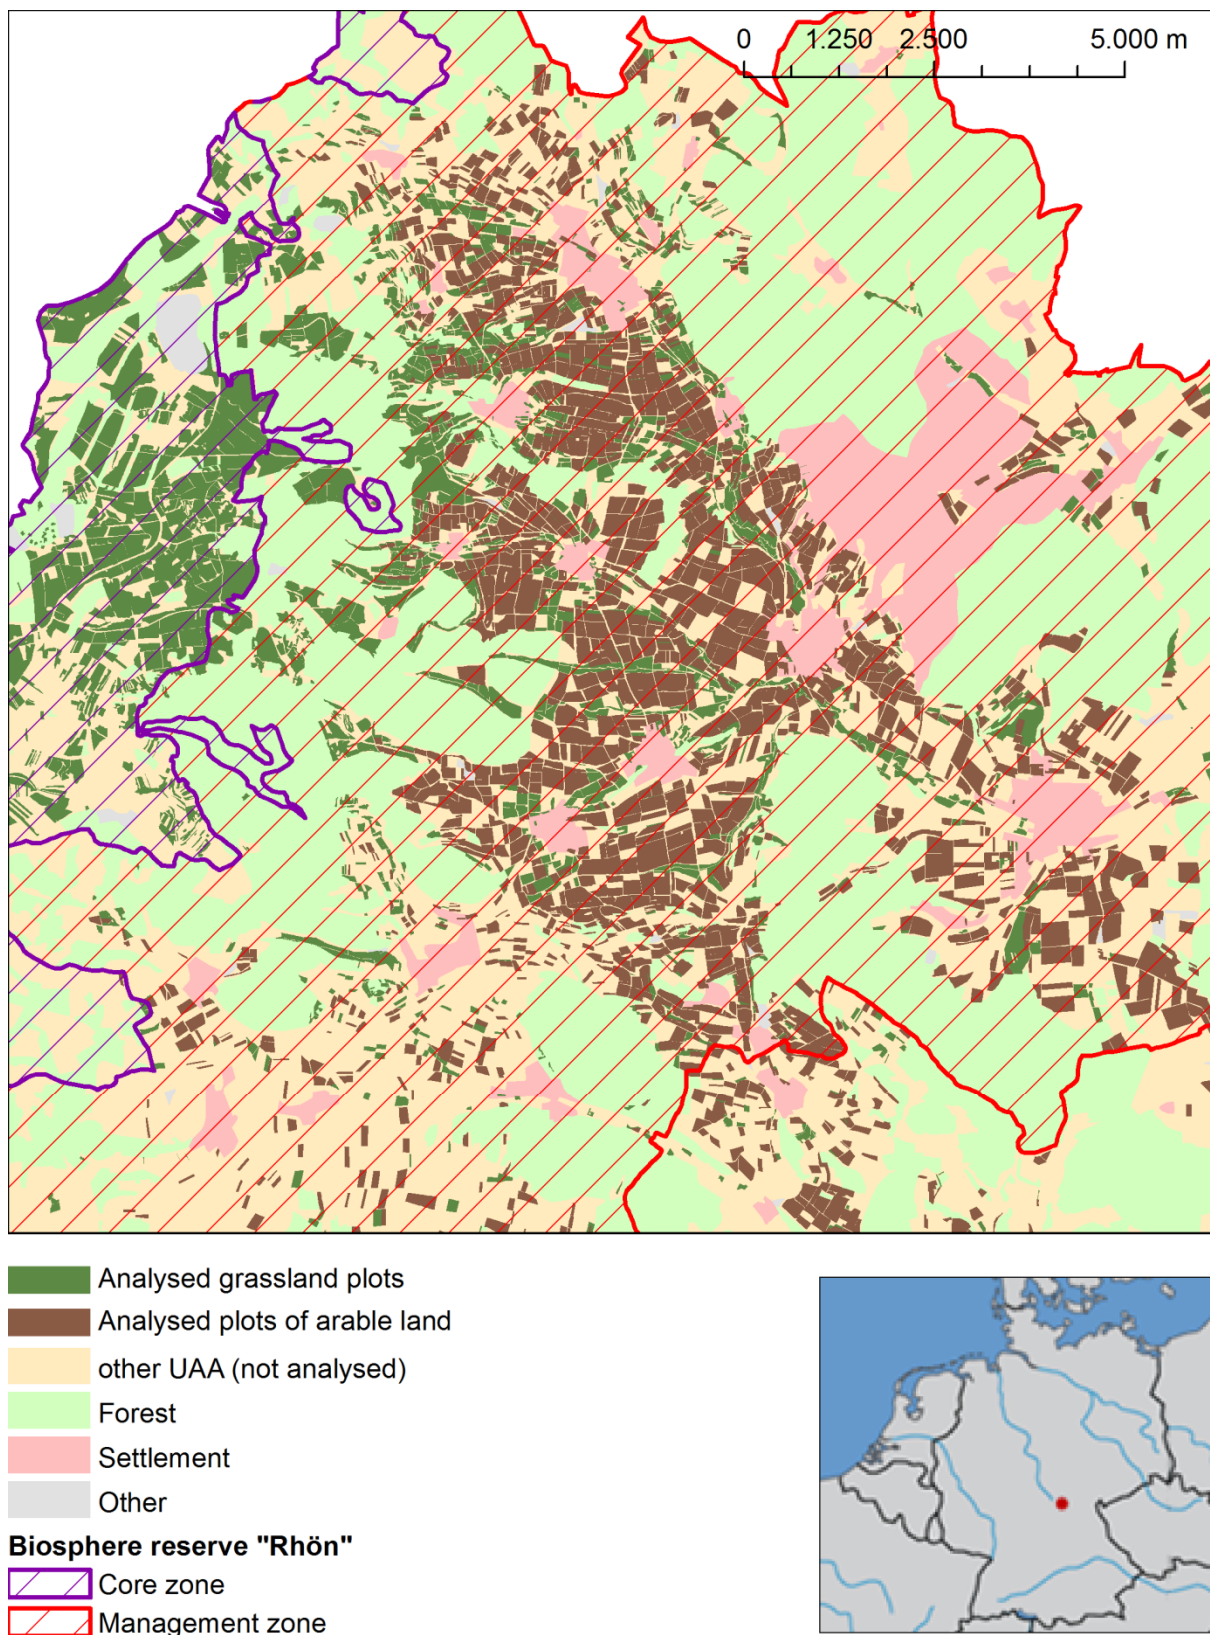 0 1.250 2.500 5.000 m
Analysed grassland plots
Analysed plots of arable land
other UAA (not analysed)
Forest
Settlement
Other
Biosphere reserve "Rhön"
Core zone
Management zone